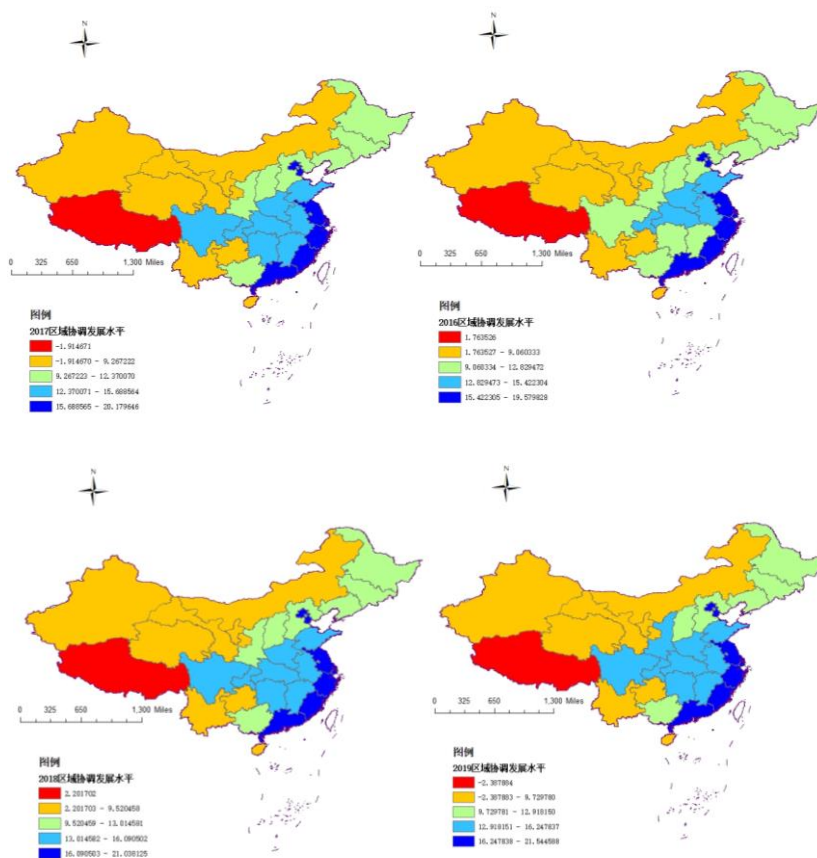 N
0 325 650 1,300 Miles
图例
2017区域协调发展水平
-1.914671
-1.914670 - 9.267222
9.267223 - 12.370070
12.370071 - 15.688564
15.688565 - 20.179646
N
0 325 650 1,300 Miles
图例
2016区域协调发展水平
1.763526
1.763527 - 9.060333
9.060334 - 12.829472
12.829473 - 15.422304
15.422305 - 19.579828
N
0 325 650 1,300 Miles
图例
2018区域协调发展水平
2.201702
2.201703 - 9.520458
9.520459 - 13.014581
13.014582 - 16.090502
16.090503 - 21.038125
N
0 325 650 1,300 Miles
图例
2019区域协调发展水平
-2.387884
-2.387883 - 9.729780
9.729781 - 12.918150
12.918151 - 16.247837
16.247838 - 21.544588